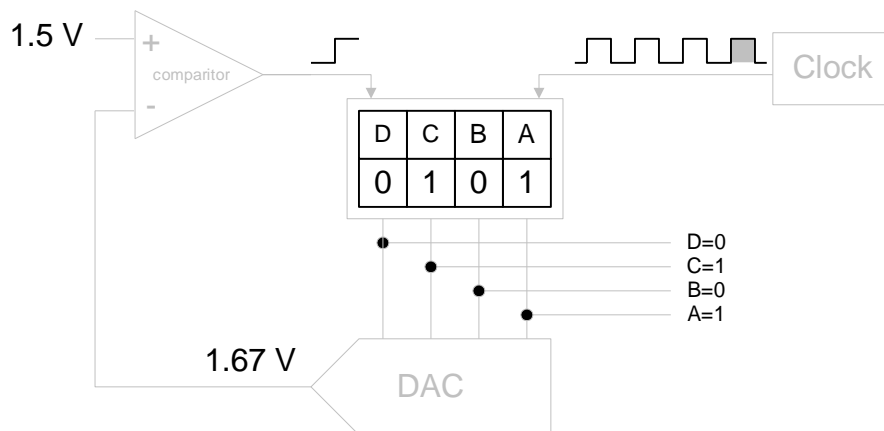 1.5 V
+
comparitor
-
Clock
D C B A
0 1 0 1
D=0
C=1
B=0
A=1
1.67 V
DAC